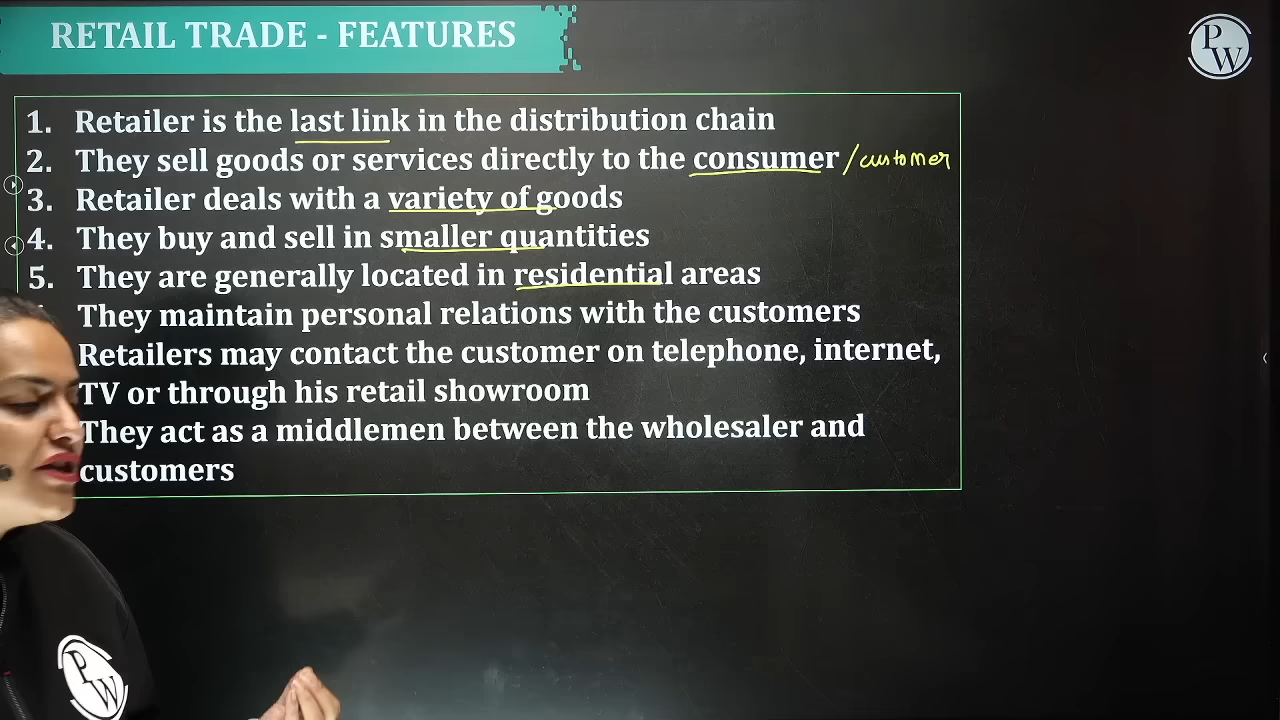 RETAIL TRADE - FEATURES
PW
1. Retailer is the last link in the distribution chain
2. They sell goods or services directly to the consumer /customer
3. Retailer deals with a variety of goods
4. They buy and sell in smaller quantities
5. They are generally located in residential areas
They maintain personal relations with the customers
Retailers may contact the customer on telephone, internet,
TV or through his retail showroom
They act as a middlemen between the wholesaler and
customers
PW